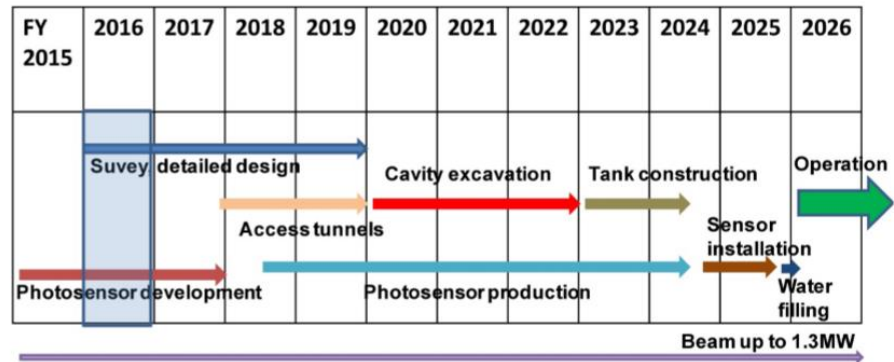 FY 2016 2017 2018 2019 2020 2021 2022 2023 2024 2025 2026
2015
Suvey, detailed design
Cavity excavation
Tank construction
Operation
Access tunnels
Sensor
installation
Photosensor development
Photosensor production
Water
filling
Beam up to 1.3MW